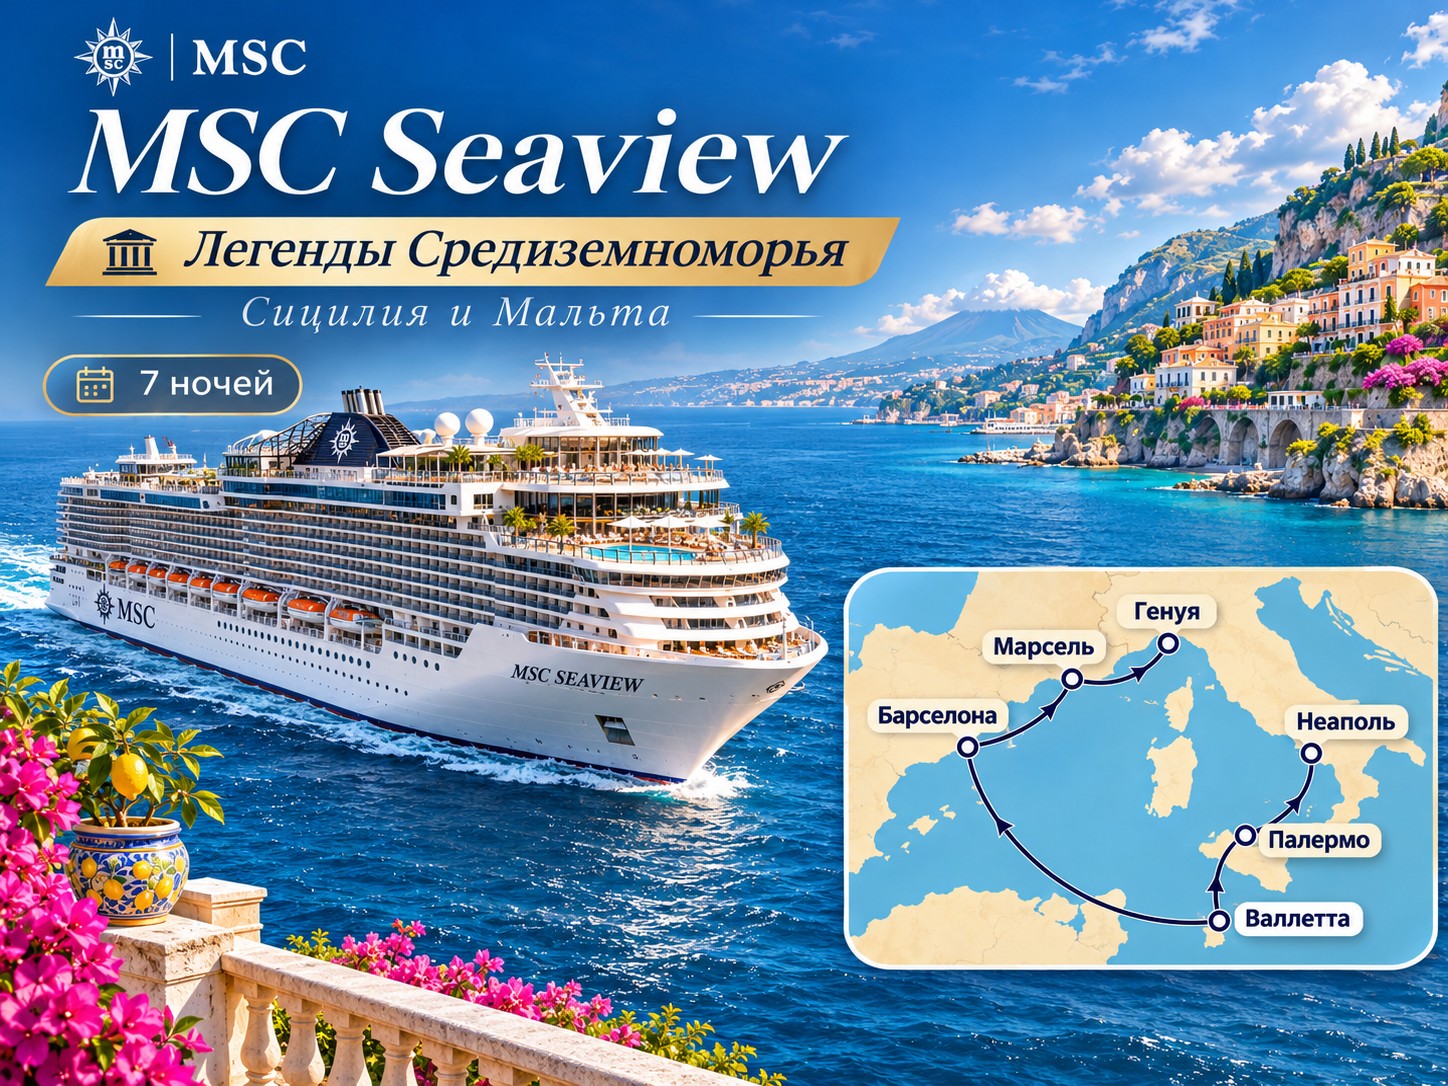 MSC
MSC Seaview
Легенды Средиземноморья
Сицилия и Мальта
7 ночей
MSC
MSC SEAVIEW
Генуя
Марсель
Барселона
Неаполь
Палермо
Валлетта